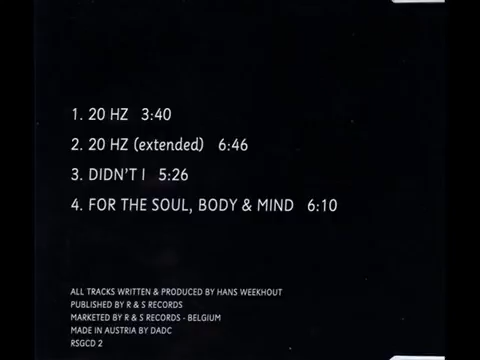 1. 20 HZ 3:40
2. 20 HZ (extended) 6:46
3. DIDN'T I 5:26
4. FOR THE SOUL, BODY & MIND 6:10
ALL TRACKS WRITTEN & PRODUCED BY HANS WEEKHOUT
PUBLISHED BY R & S RECORDS
MARKETED BY R & S RECORDS - BELGIUM
MADE IN AUSTRIA BY DADC
RSGCD 2